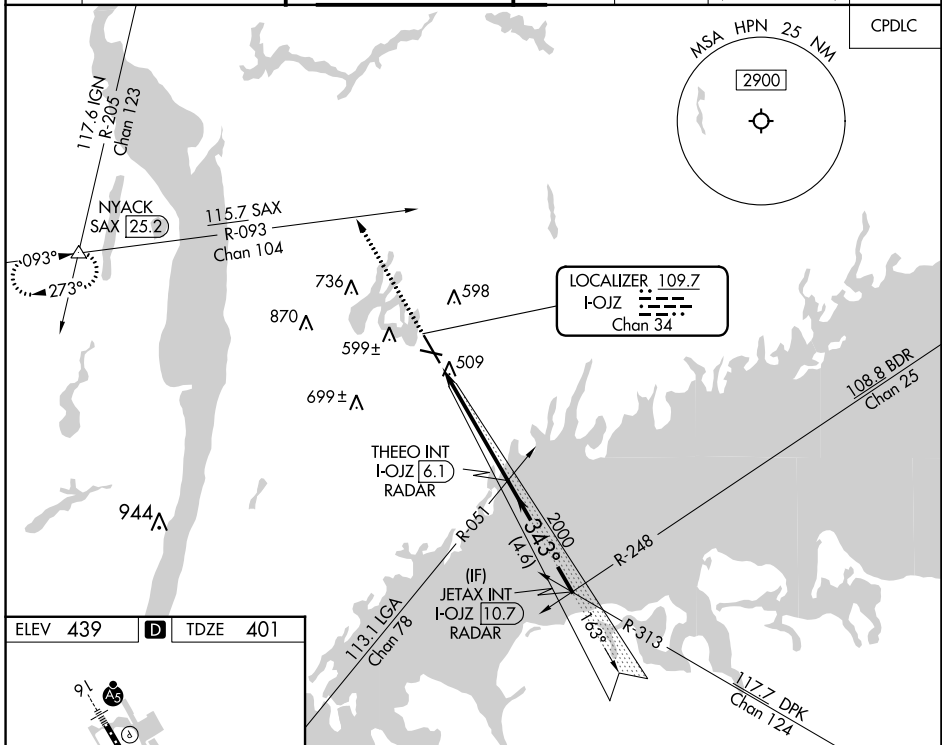 CPDLC
MSA HPN 25 NM
2900
117.6 IGN
R-205
Chan 123
NYACK
SAX 25.2
115.7 SAX
R-093
Chan 104
093°
273°
736
598
870
599±
509
699±
LOCALIZER 109.7
I-OJZ
Chan 34
108.8 BDR
Chan 25
THEEO INT
I-OJZ 6.1
RADAR
944
R-051
2000
343°
(4.6)
R-248
(IF)
JETAX INT
I-OJZ 10.7
RADAR
113.1 LGA
Chan 78
163°
R-313
117.7 DPK
Chan 124
ELEV 439 D TDZE 401
16
A5
P